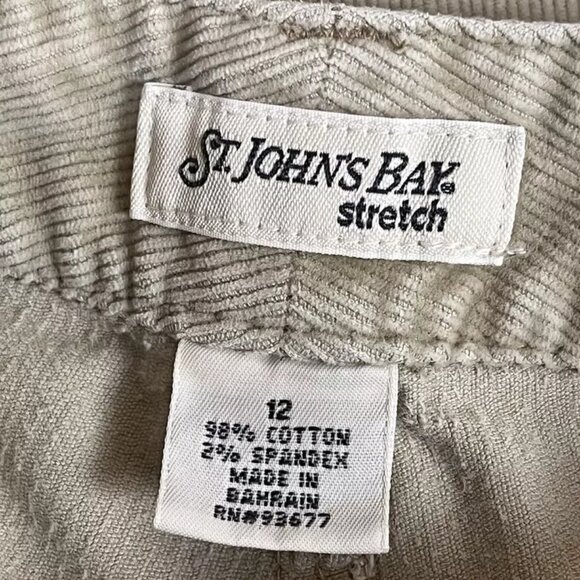 ST. JOHN'S BAY®
stretch
12
98% COTTON
2% SPANDEX
MADE IN
BAHRAIN
RN#93677